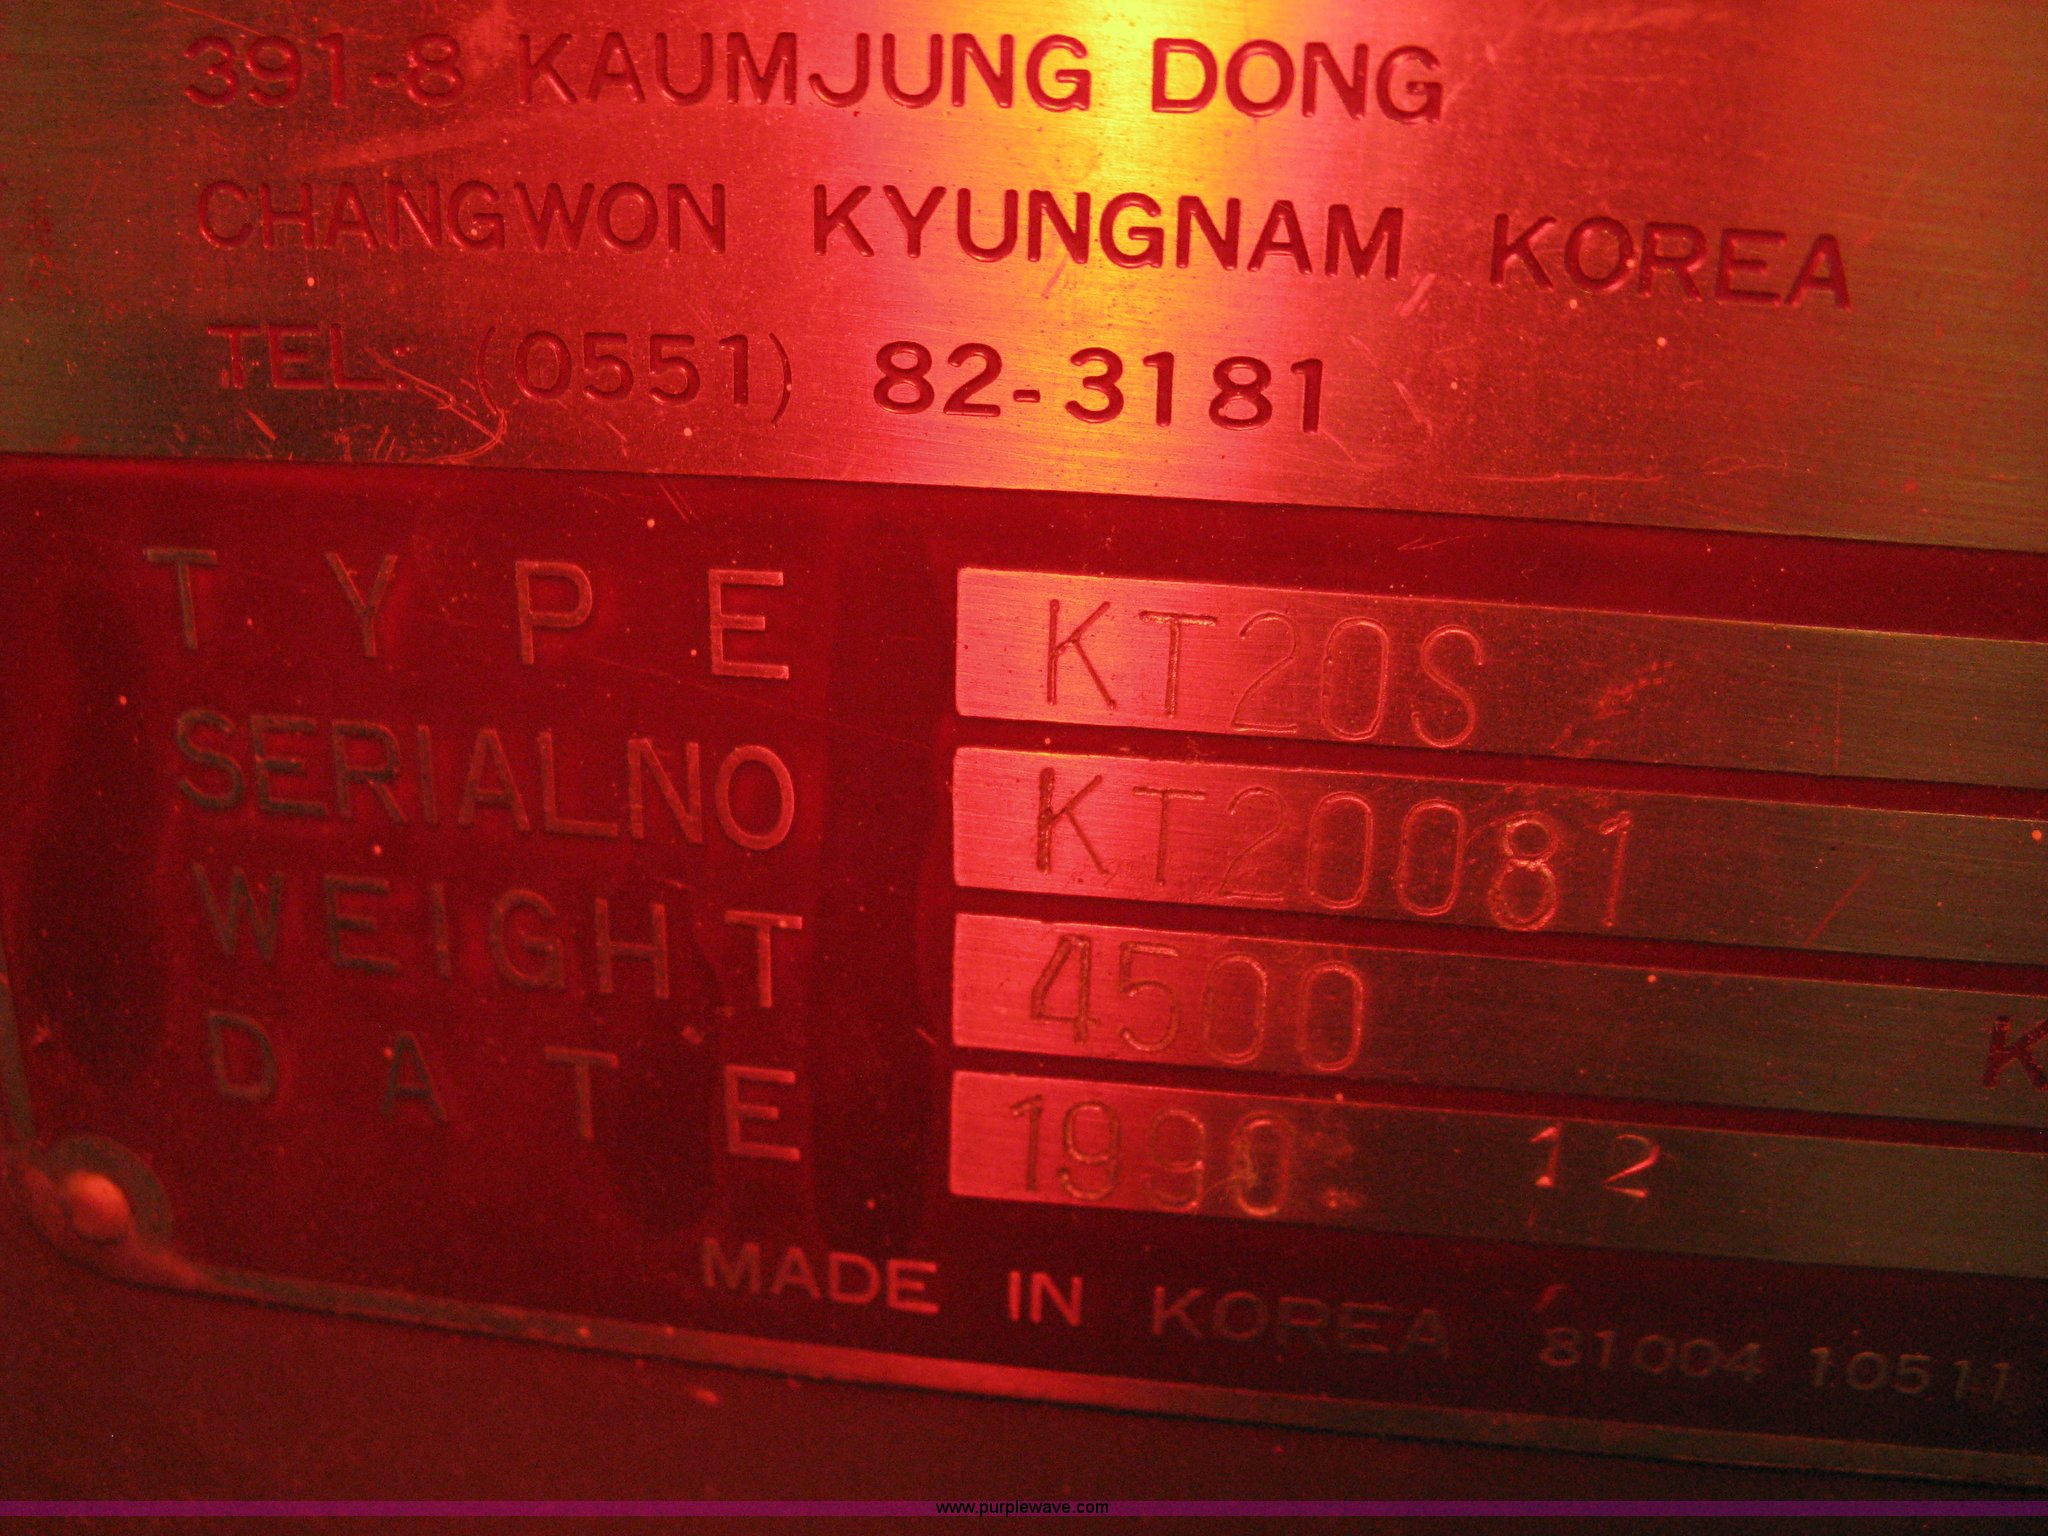 391-8 KAUMJUNG DONG
CHANGWON KYUNGNAM KOREA
TEL: (0551) 82-3181
TYPE KT20S
SERIALNO KT20081
WEIGHT 4500 K
DATE 1990. 12
MADE IN KOREA 81004 10511
www.purplewave.com